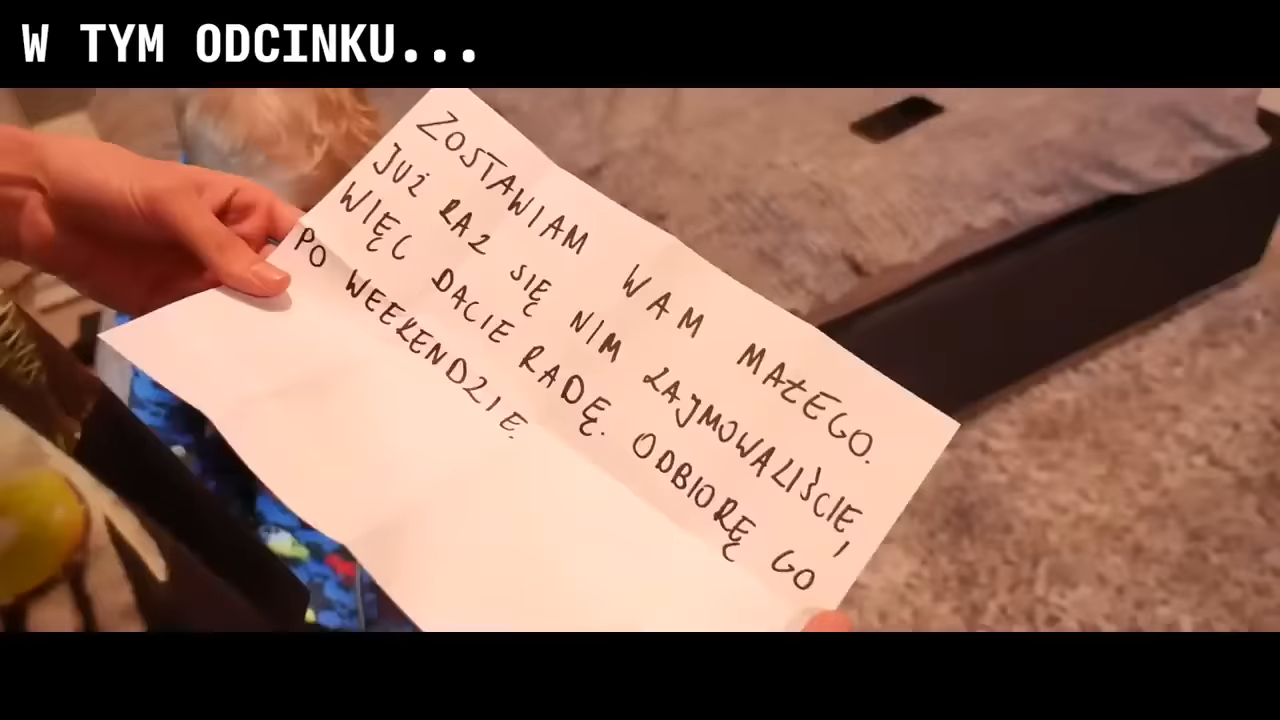 W TYM ODCINKU...
ZOSTAWIAM WAM MAŁEGO.
JUŻ RAZ SIĘ NIM ZAJMOWALIŚCIE,
WIĘC DACIE RADĘ. ODBIORĘ GO
PO WEEKENDZIE.